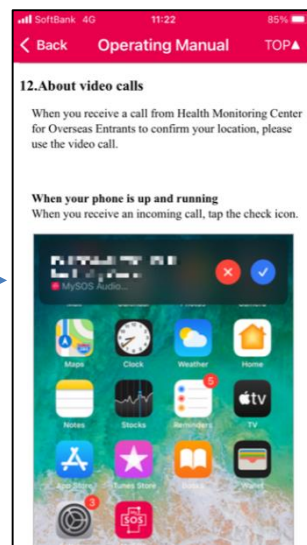 SoftBank 4G 11:22 85%
Back Operating Manual TOP▲
12.About video calls
When you receive a call from Health Monitoring Center
for Overseas Entrants to confirm your location, please
use the video call.
When your phone is up and running
When you receive an incoming call, tap the check icon.
MySOS Audio...
Maps Clock Weather Home
5
tv
Notes Stocks Reminders TV
App Store iTunes Store Books Wallet
3
SOS